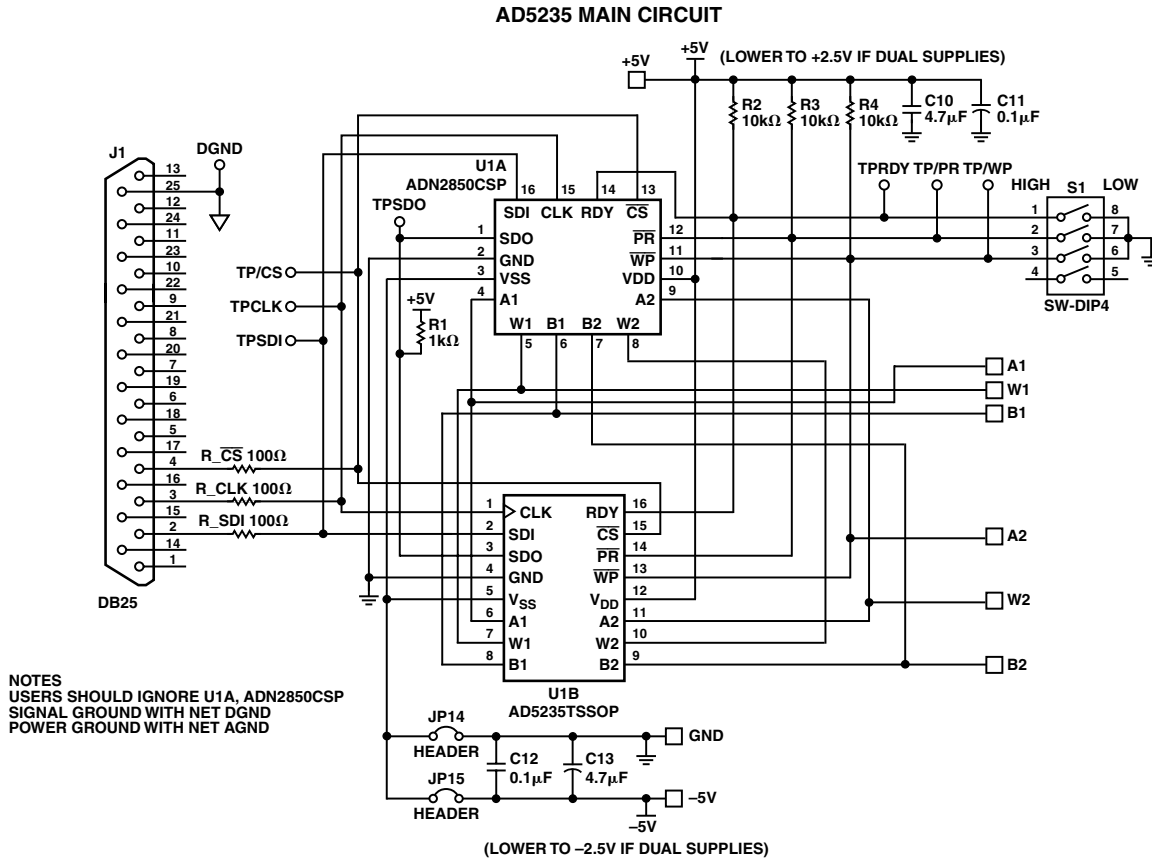 AD5235 MAIN CIRCUIT
+5V
+5V
(LOWER TO +2.5V IF DUAL SUPPLIES)
R2
10kΩ
R3
10kΩ
R4
10kΩ
C10
4.7μF
C11
0.1μF
J1
DGND
13
25
12
24
11
23
10
22
9
21
8
20
7
19
6
18
5
17
4
16
3
15
2
14
1
DB25
R_CS 100Ω
R_CLK 100Ω
R_SDI 100Ω
TP/CS
TPCLK
TPSDI
TPSDO
+5V
R1
1kΩ
U1A
ADN2850CSP
16
15
14
13
SDI
CLK
RDY
CS
1
SDO
PR
12
2
GND
WP
11
3
VSS
VDD
10
4
A1
A2
9
W1
B1
B2
W2
5
6
7
8
TPRDY
TP/PR
TP/WP
HIGH
S1
LOW
1
8
2
7
3
6
4
5
SW-DIP4
A1
W1
B1
A2
W2
B2
1
CLK
RDY
16
2
SDI
CS
15
3
SDO
PR
14
4
GND
WP
13
5
VSS
VDD
12
6
A1
A2
11
7
W1
W2
10
8
B1
B2
9
U1B
AD5235TSSOP
NOTES
USERS SHOULD IGNORE U1A, ADN2850CSP
SIGNAL GROUND WITH NET DGND
POWER GROUND WITH NET AGND
JP14
HEADER
GND
C12
0.1μF
C13
4.7μF
JP15
HEADER
–5V
–5V
(LOWER TO –2.5V IF DUAL SUPPLIES)